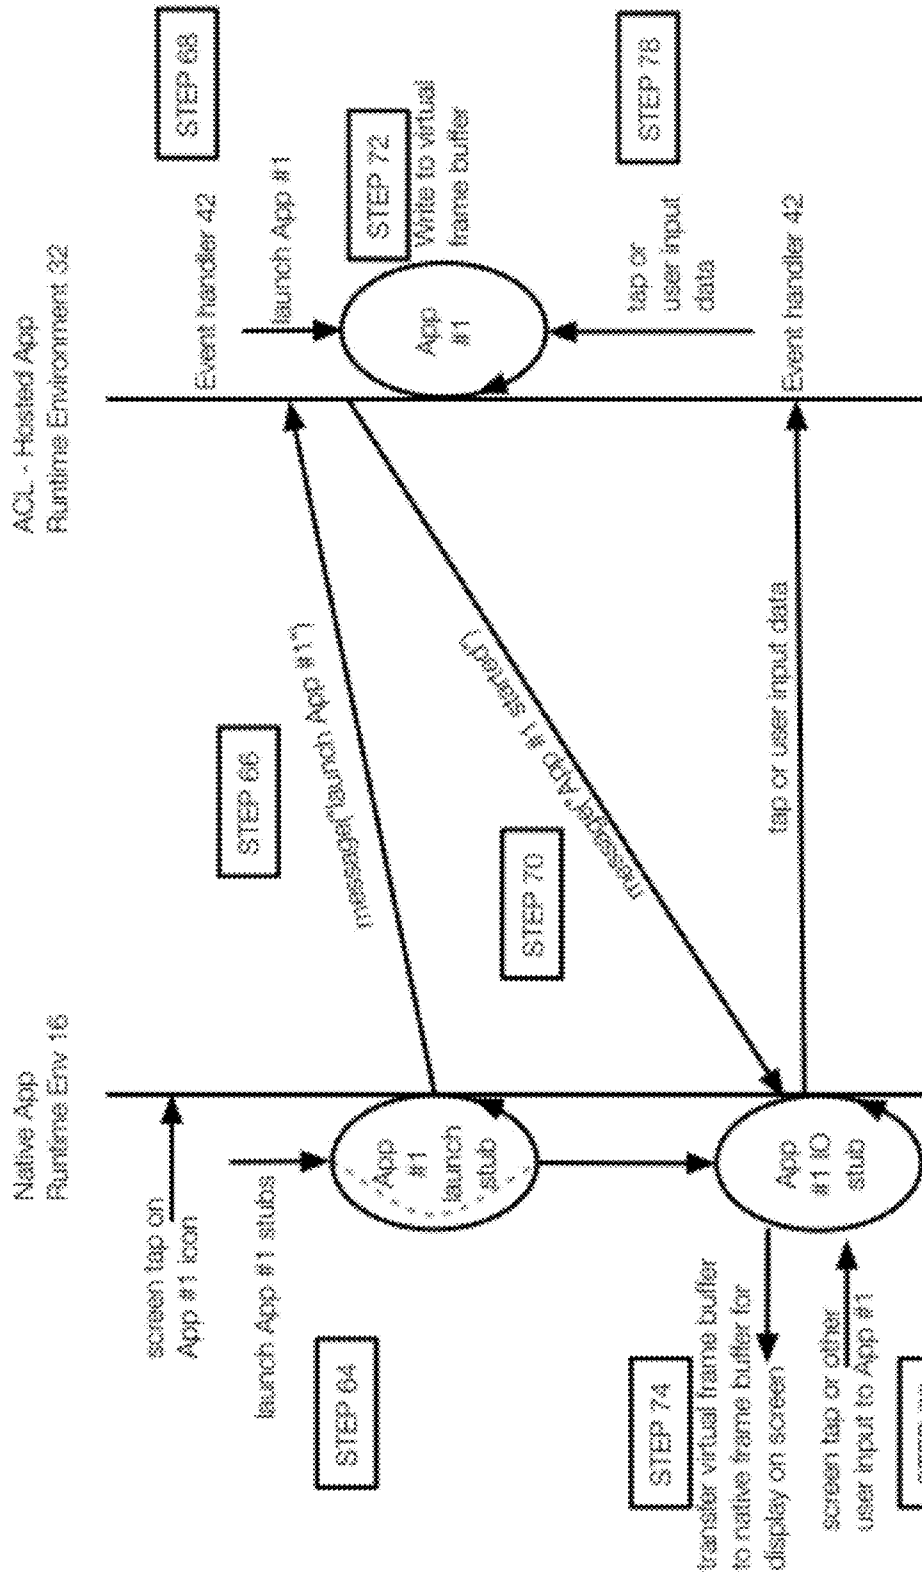 Native App
Runtime Env 16
ACL - Hosted App
Runtime Environment 32
screen tap on
App #1 icon
launch App #1 stubs
STEP 64
App
#1
launch
stub
STEP 66
message("launch App #1")
Event handler 42
STEP 68
launch App #1
App
#1
STEP 72
Write to virtual
frame buffer
STEP 70
message("App #1 started")
STEP 74
transfer virtual frame buffer
to native frame buffer for
display on screen
App
#1 IO
stub
screen tap or other
user input to App #1
tap or user input data
tap or
user input
data
STEP 78
Event handler 42